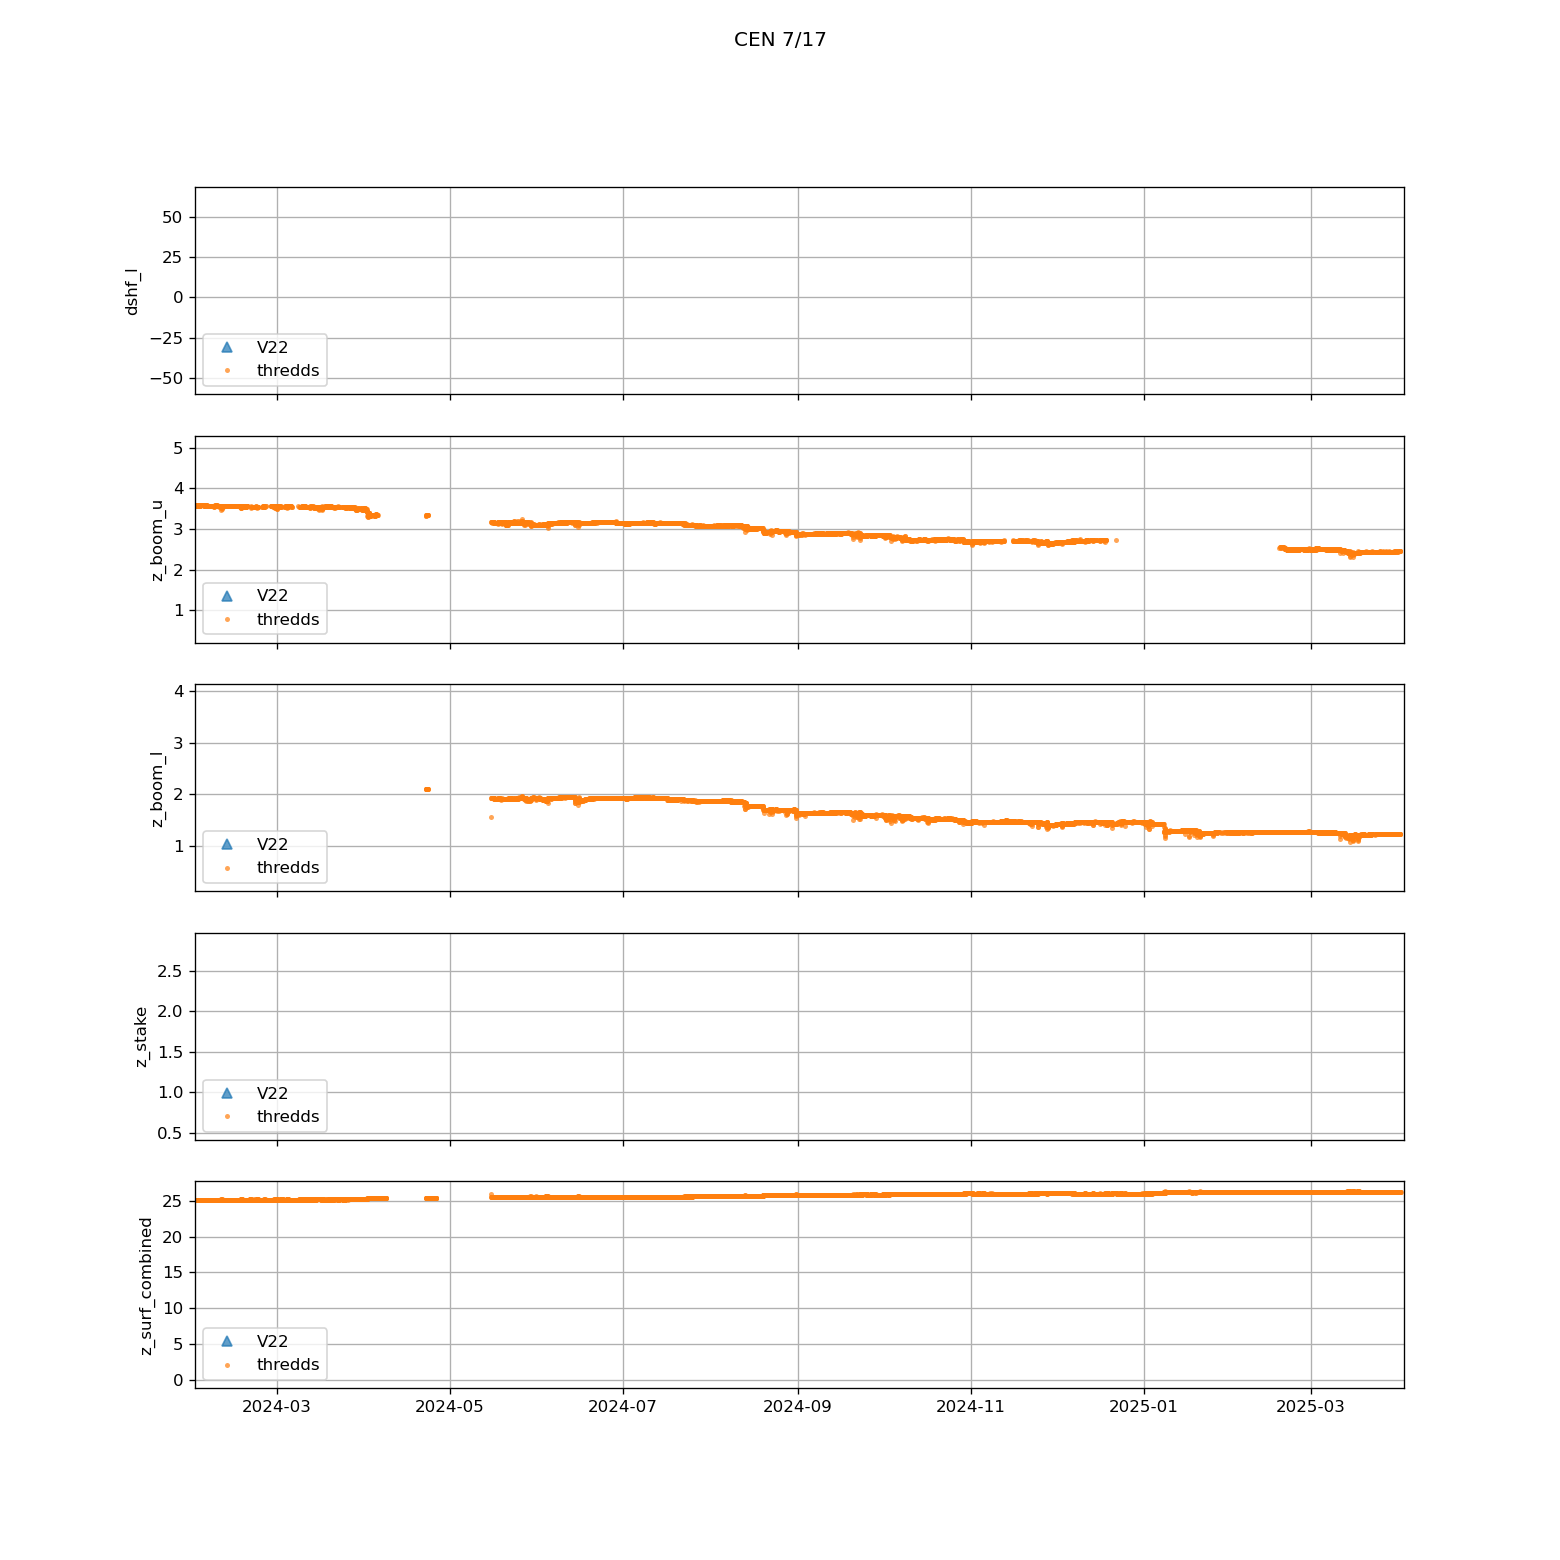 CEN 7/17
dshf_l
50
25
0
−25
−50
V22
thredds
z_boom_u
5
4
3
2
1
V22
thredds
z_boom_l
4
3
2
1
V22
thredds
z_stake
2.5
2.0
1.5
1.0
0.5
V22
thredds
z_surf_combined
25
20
15
10
5
0
V22
thredds
2024-03 2024-05 2024-07 2024-09 2024-11 2025-01 2025-03